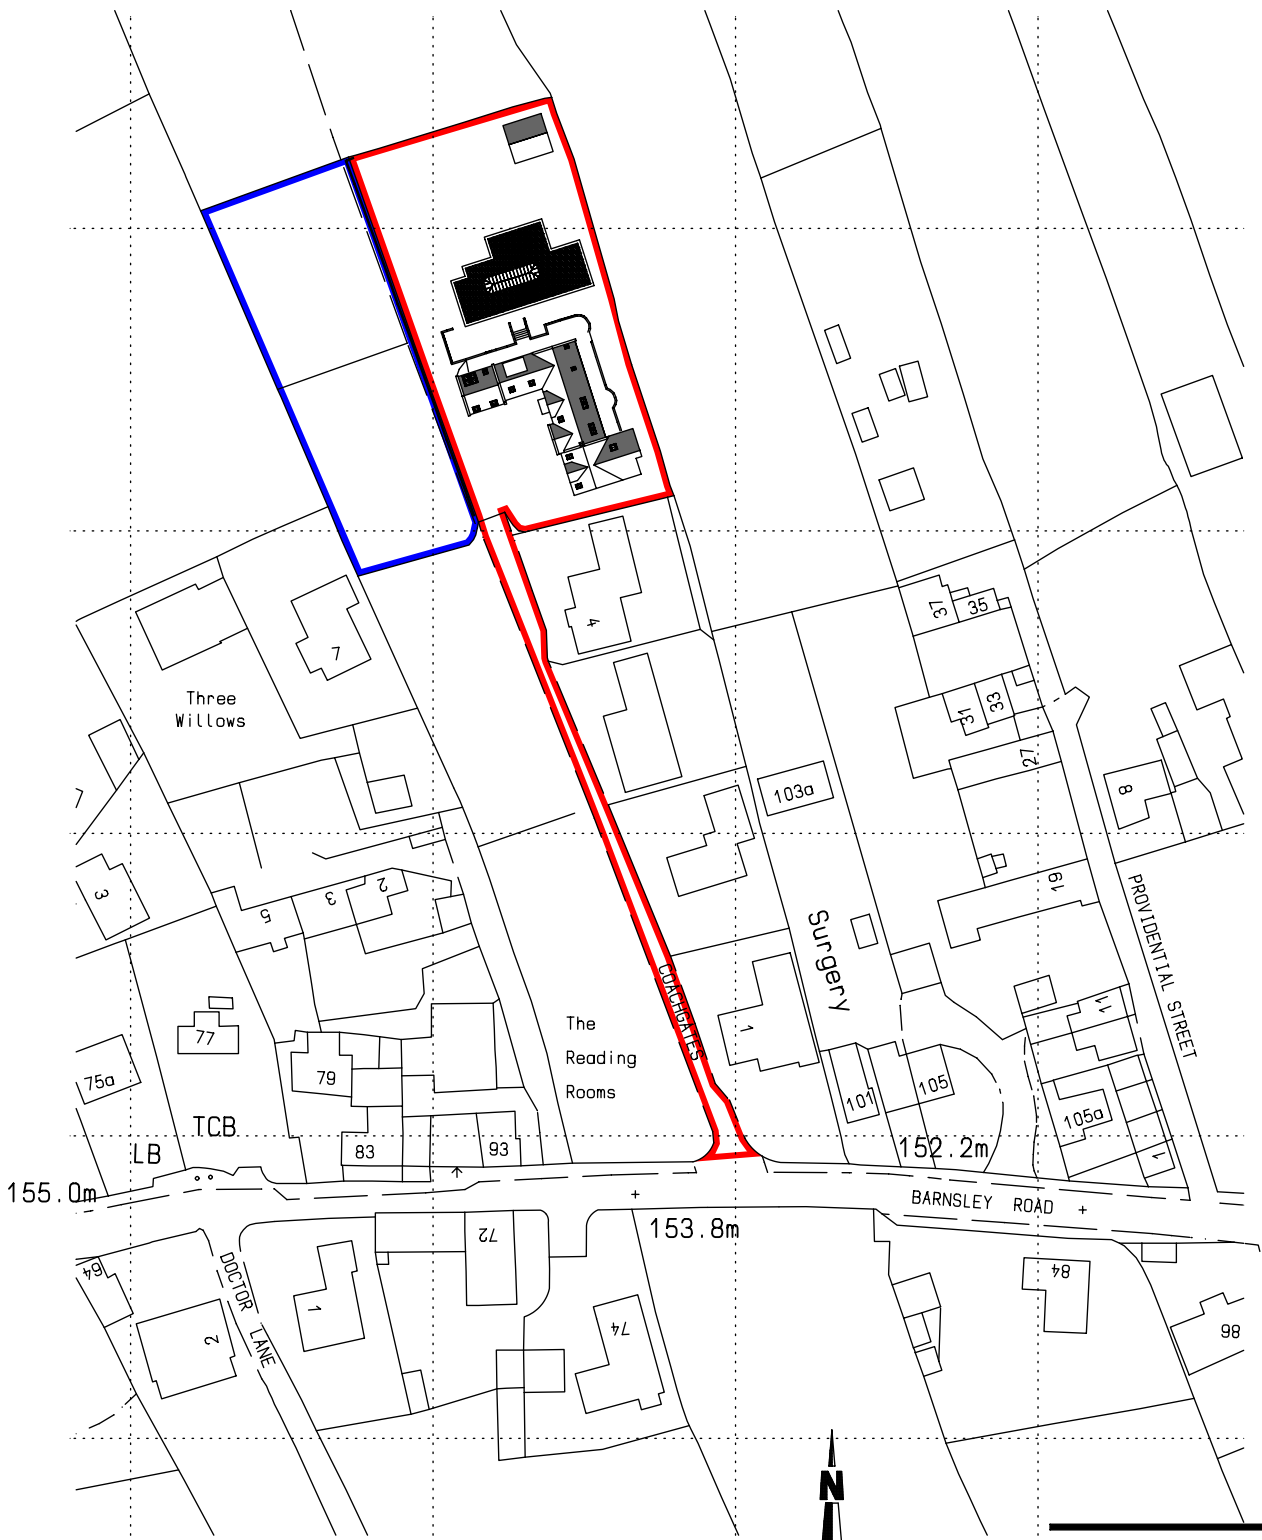 4
7
Three
Willows
37
35
31
33
27
103a
8
3
5
3
2
19
Surgery
PROVIDENTIAL STREET
COACHGATES
The
Reading
Rooms
1
77
79
75a
11
101
105
105a
TCB
LB
83
93
152.2m
1
155.0m
BARNSLEY ROAD
153.8m
72
DOCTOR LANE
64
1
2
74
84
86
N